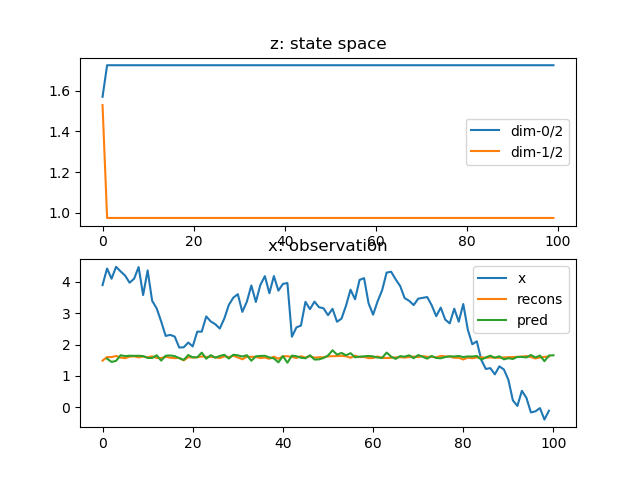 z: state space
1.6
1.4
1.2
1.0
dim-0/2
dim-1/2
0 20 40 60 80 100
x: observation
4
3
2
1
0
x
recons
pred
0 20 40 60 80 100